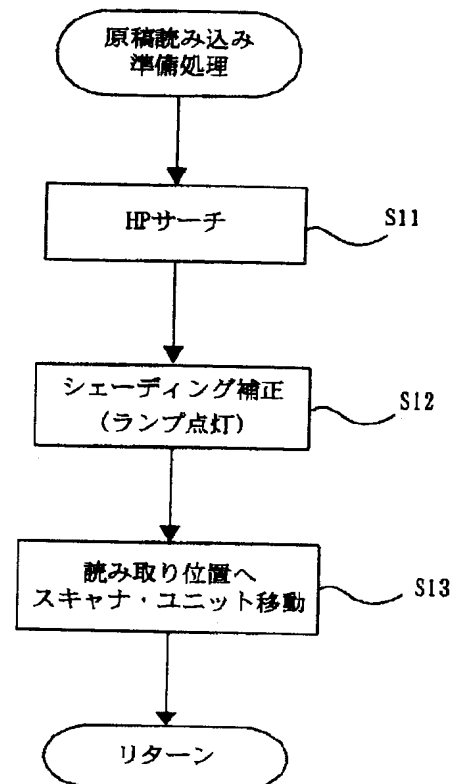 原稿読み込み
準備処理
HPサーチ
S11
シェーディング補正
(ランプ点灯)
S12
読み取り位置へ
スキャナ・ユニット移動
S13
リターン